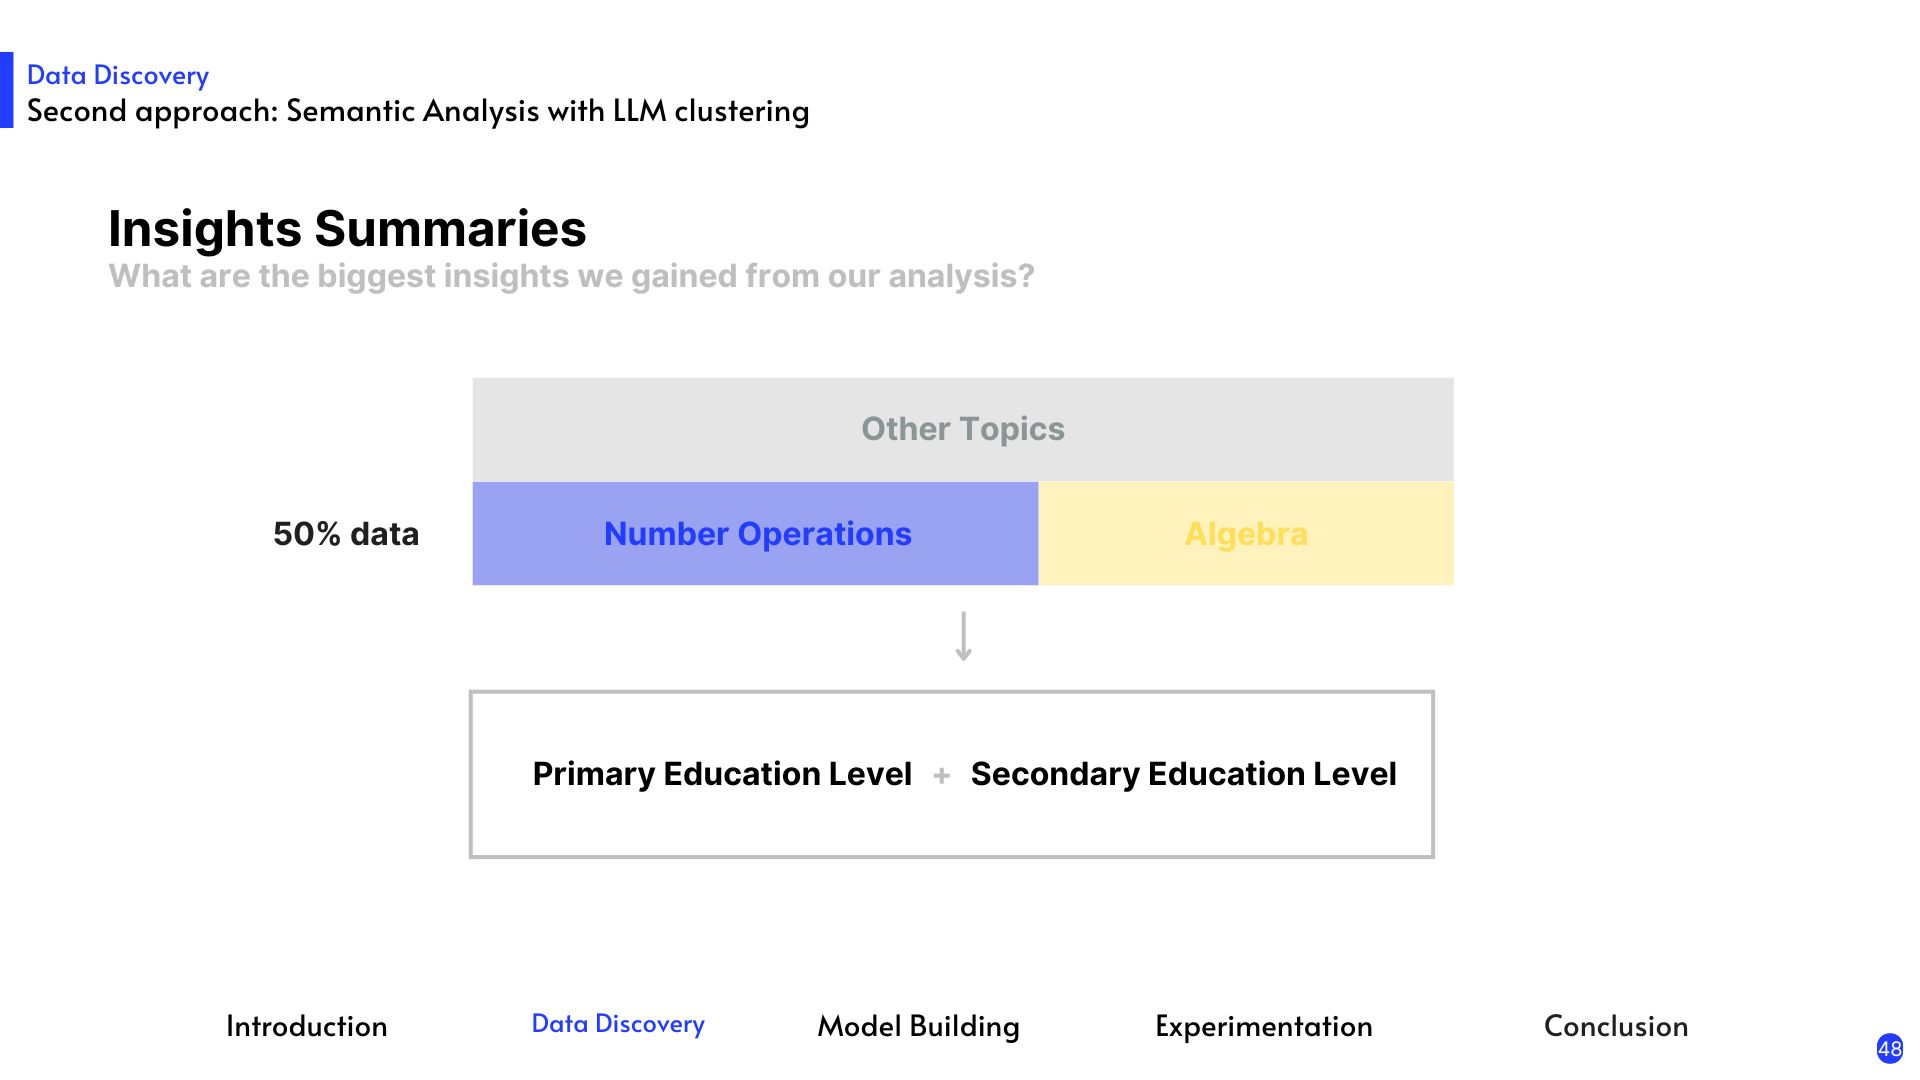 Data Discovery
Second approach: Semantic Analysis with LLM clustering
Insights Summaries
What are the biggest insights we gained from our analysis?
Other Topics
50% data
Number Operations
Algebra
Primary Education Level + Secondary Education Level
Introduction
Data Discovery
Model Building
Experimentation
Conclusion
48